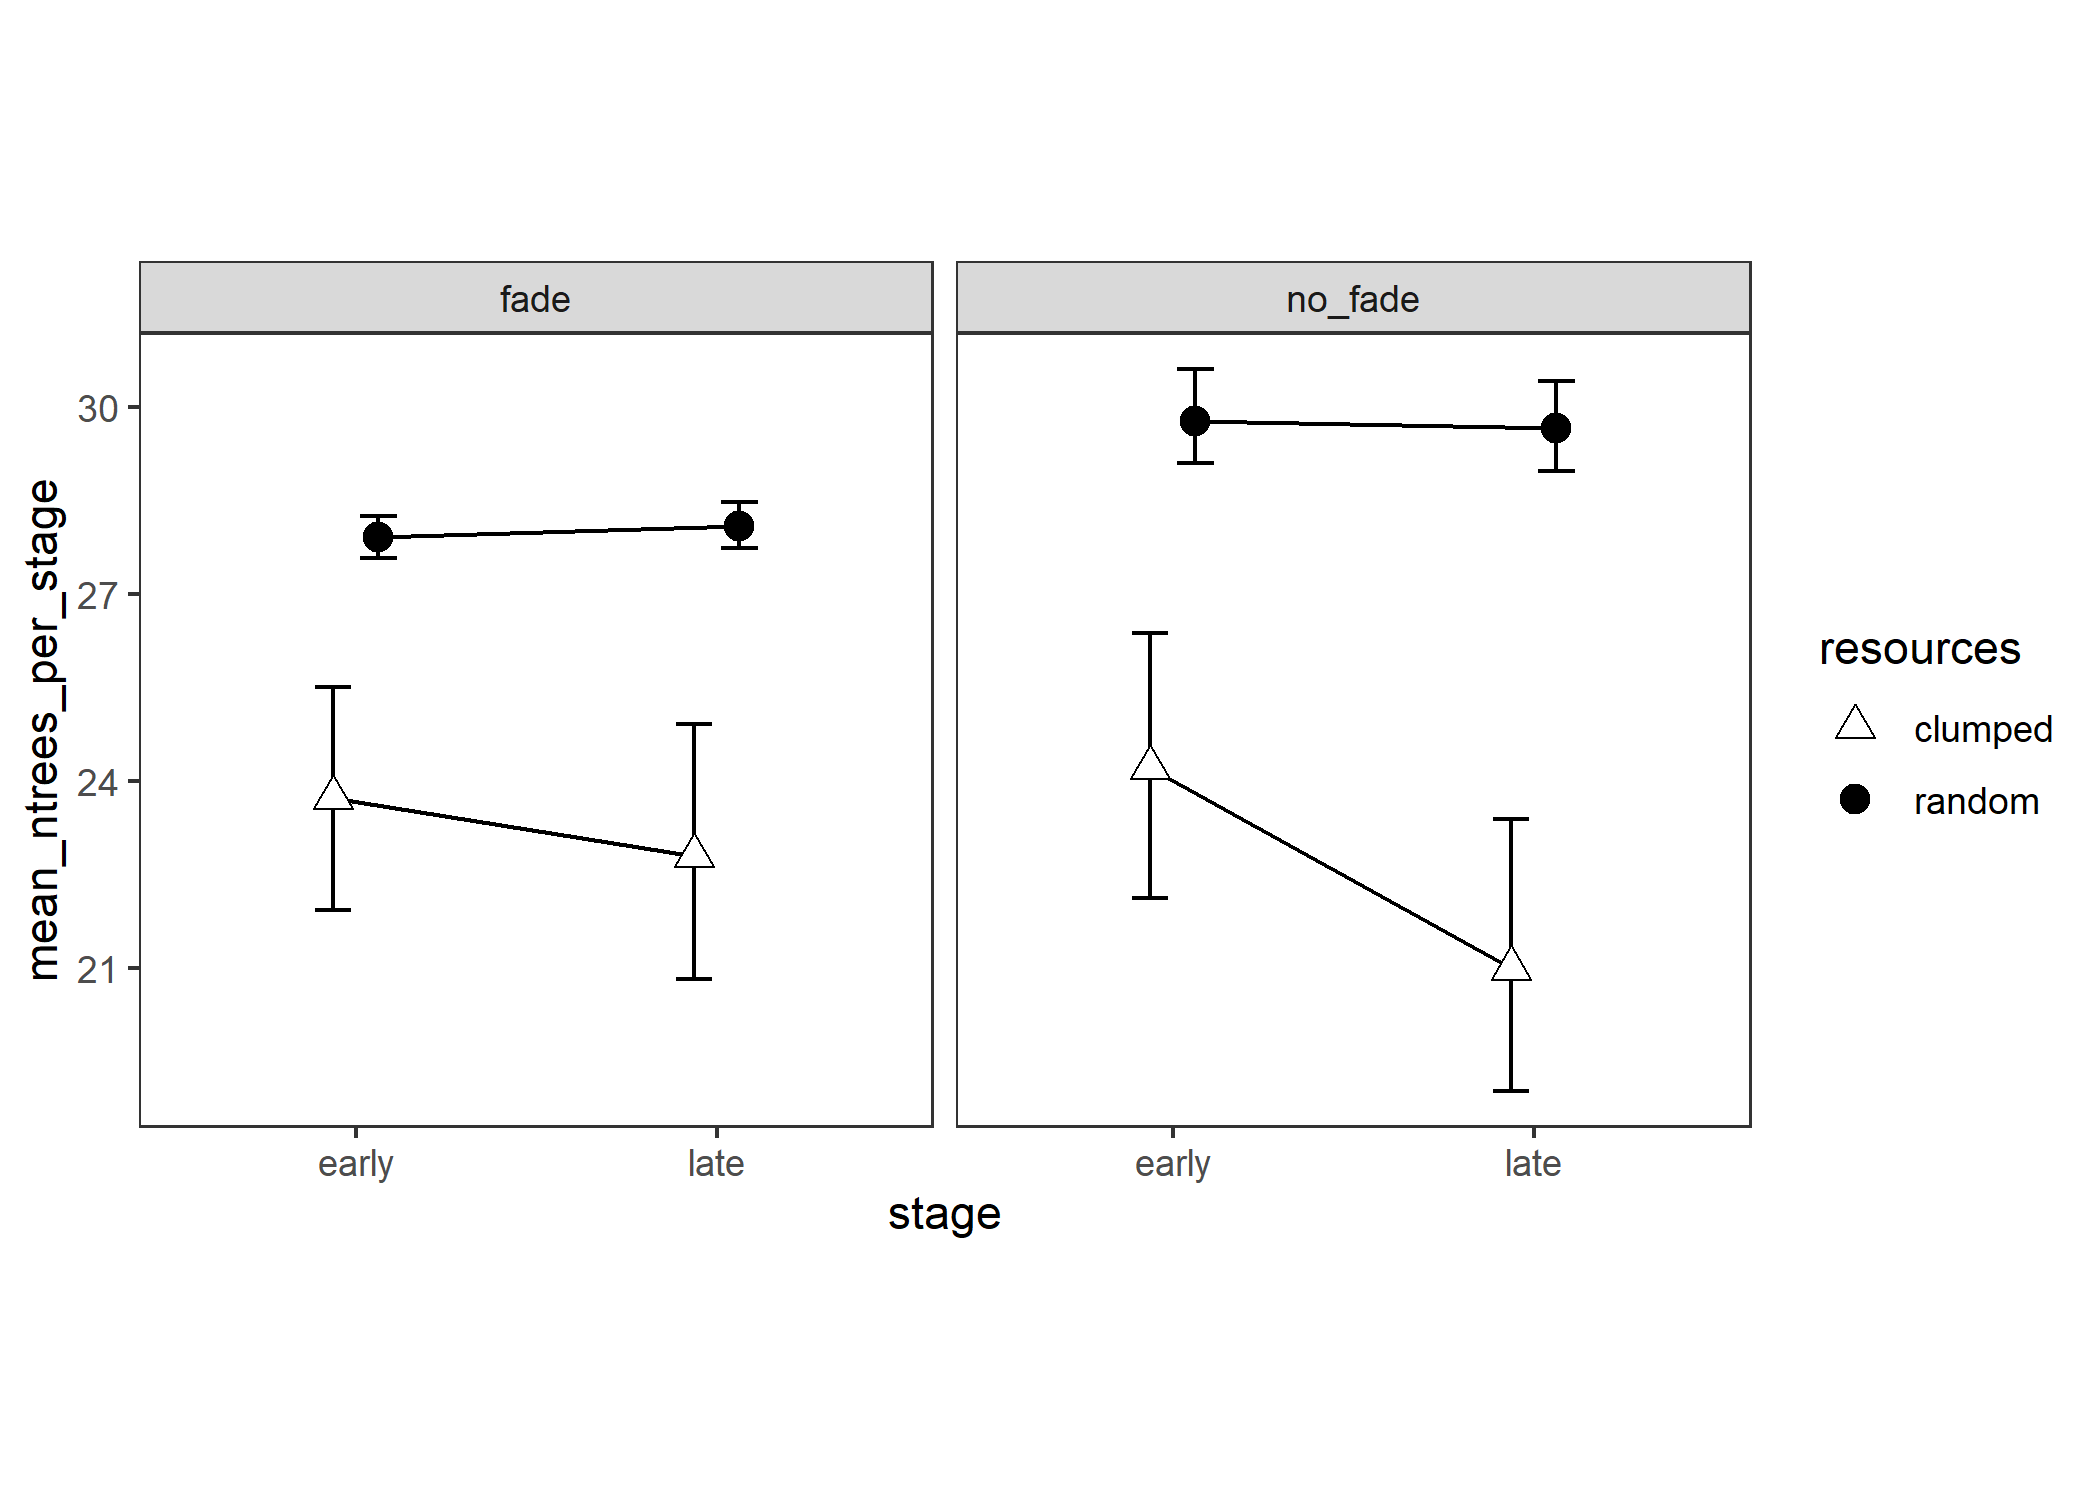 fade
no_fade
mean_ntrees_per_stage
30
27
24
21
early
late
early
late
stage
resources
clumped
random